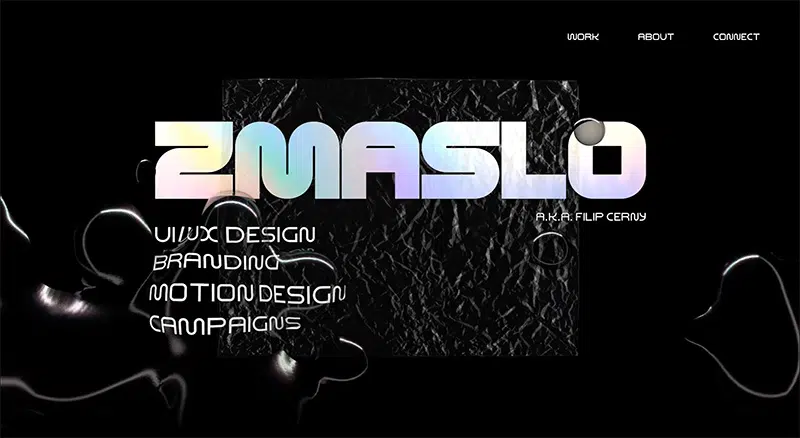 WORK ABOUT CONNECT
ZMASLO
A.K.A. FILIP CERNY
UI/UX DESIGN
BRANDING
MOTION DESIGN
CAMPAIGNS